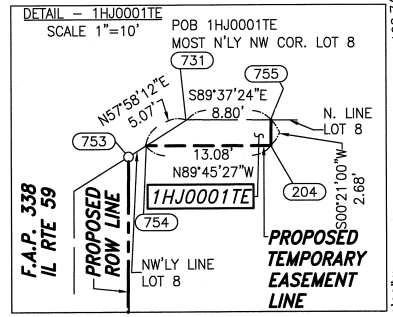 DETAIL - 1HJ0001TE
SCALE 1"=10'
POB 1HJ0001TE
MOST N'LY NW COR. LOT 8
731
755
N57°58'12"E
5.07'
S89°37'24"E
8.80'
N. LINE
LOT 8
753
13.08'
N89°45'27"W
S00°21'00"W
2.68'
1HJ0001TE
204
754
F.A.P. 338
IL RTE 59
PROPOSED
ROW LINE
NW'LY LINE
LOT 8
PROPOSED
TEMPORARY
EASEMENT
LINE